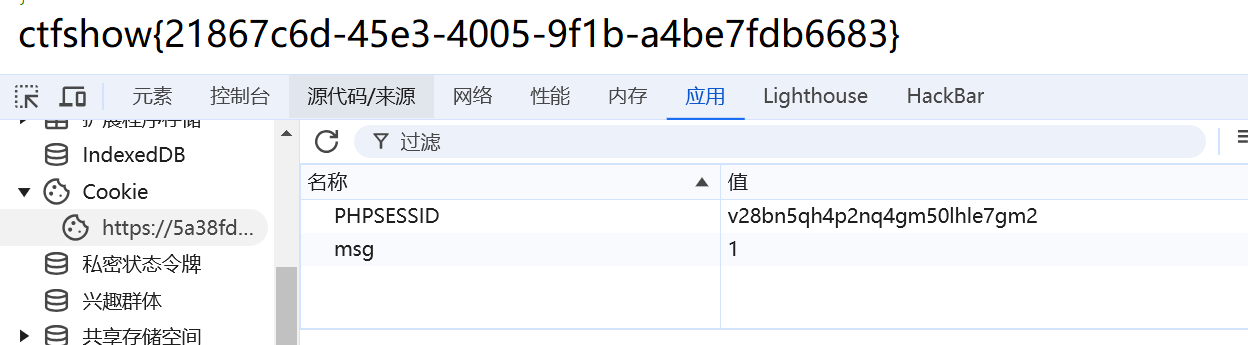 ctfshow{21867c6d-45e3-4005-9f1b-a4be7fdb6683}
元素 控制台 源代码/来源 网络 性能 内存 应用 Lighthouse HackBar
扩展程序存储
IndexedDB
Cookie
https://5a38fd...
私密状态令牌
兴趣群体
共享存储空间
过滤
名称 值
PHPSESSID v28bn5qh4p2nq4gm50lhle7gm2
msg 1